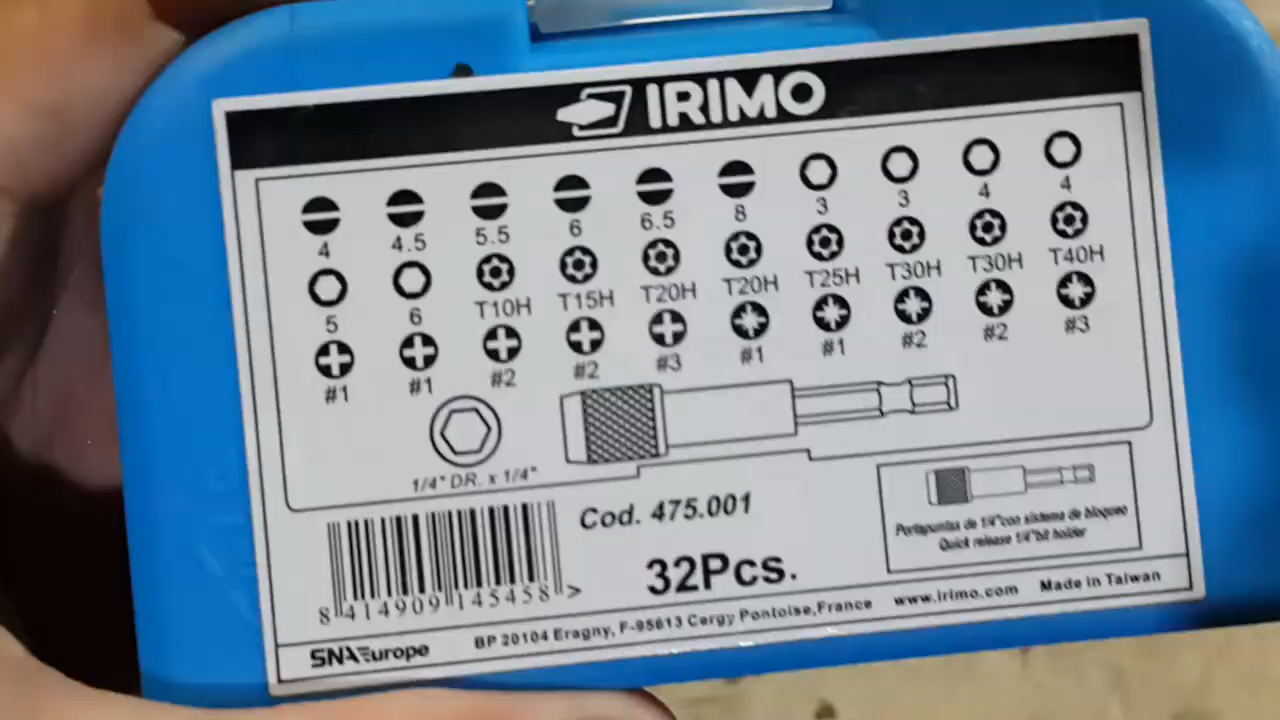 IRIMO
4 4.5 5.5 6 6.5 8 3 3 4 4
5 6 T10H T15H T20H T20H T25H T30H T30H T40H
#1 #1 #2 #2 #3 #1 #1 #2 #2 #3
1/4" DR. x 1/4"
Cod. 475.001
32Pcs.
Portapuntas de 1/4"con sistema de bloqueo
Quick release 1/4"bit holder
8 414909 145458 >
SNA Europe BP 20104 Eragny, F-95613 Cergy Pontoise,France www.irimo.com Made in Taiwan